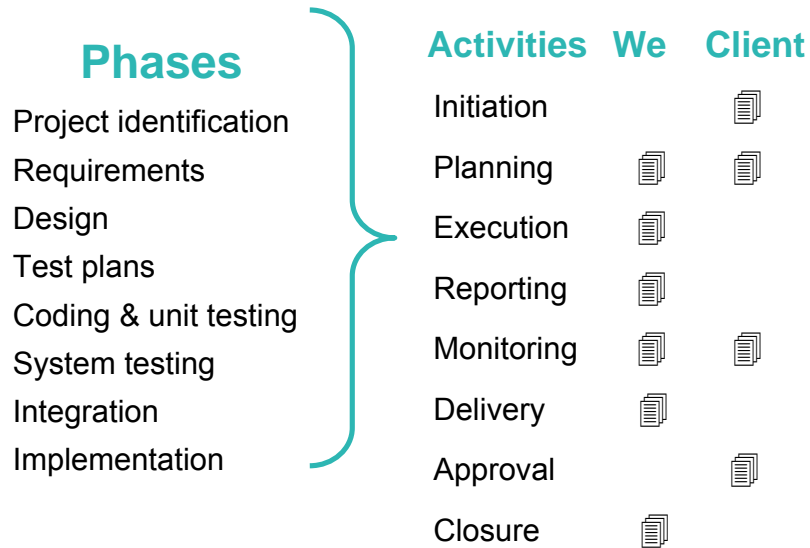 Phases
Project identification
Requirements
Design
Test plans
Coding & unit testing
System testing
Integration
Implementation
Activities We Client
Initiation
Planning
Execution
Reporting
Monitoring
Delivery
Approval
Closure